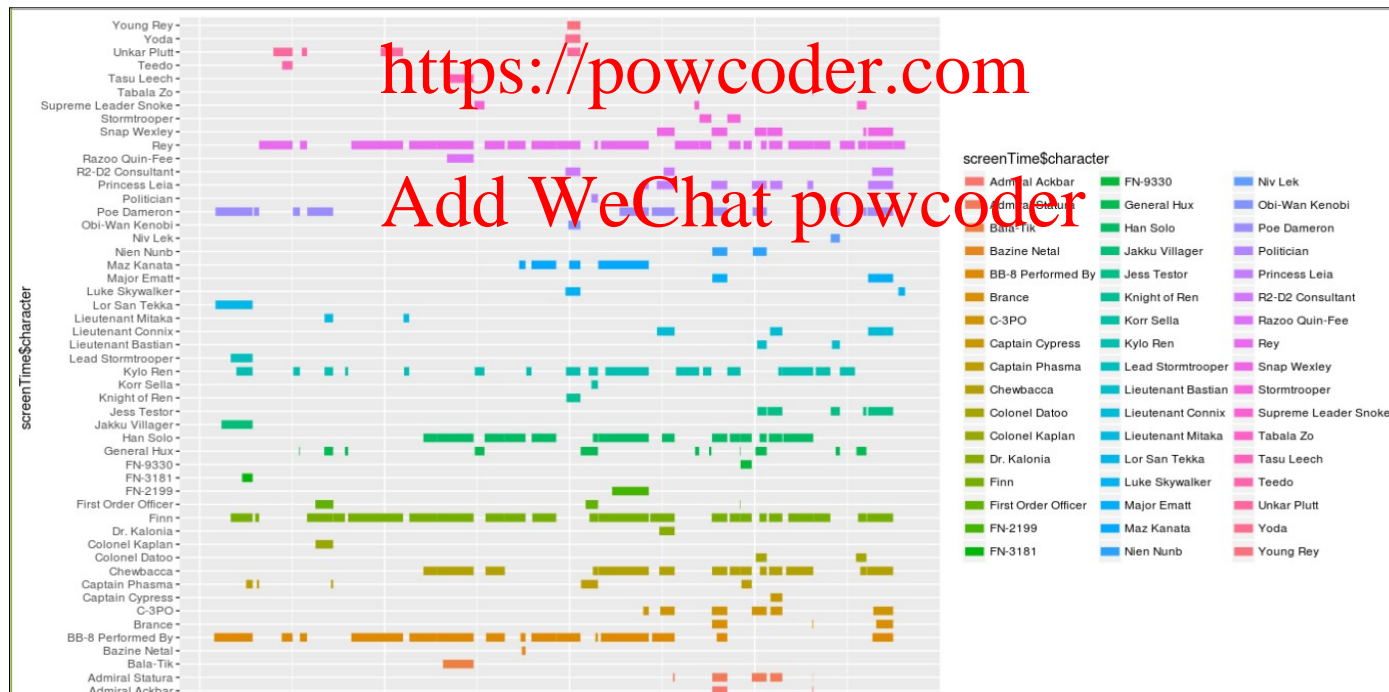 Young Rey
Yoda
Unkar Plutt
Teedo
Tasu Leech
Tabala Zo
Supreme Leader Snoke
Stormtrooper
Snap Wexley
Rey
Razoo Quin-Fee
R2-D2 Consultant
Princess Leia
Politician
Poe Dameron
Obi-Wan Kenobi
Niv Lek
Nien Nunb
Maz Kanata
Major Ematt
Luke Skywalker
Lor San Tekka
Lieutenant Mitaka
Lieutenant Connix
Lieutenant Bastian
Lead Stormtrooper
Kylo Ren
Korr Sella
Knight of Ren
Jess Testor
Jakku Villager
Han Solo
General Hux
FN-9330
FN-3181
FN-2199
First Order Officer
Finn
Dr. Kalonia
Colonel Kaplan
Colonel Datoo
Chewbacca
Captain Phasma
Captain Cypress
C-3PO
Brance
BB-8 Performed By
Bazine Netal
Bala-Tik
Admiral Statura
Admiral Ackbar
screenTime$character
https://powcoder.com
Add WeChat powcoder
screenTime$character
Admiral Ackbar
Admiral Statura
Bala-Tik
Bazine Netal
BB-8 Performed By
Brance
C-3PO
Captain Cypress
Captain Phasma
Chewbacca
Colonel Datoo
Colonel Kaplan
Dr. Kalonia
Finn
First Order Officer
FN-2199
FN-3181
FN-9330
General Hux
Han Solo
Jakku Villager
Jess Testor
Knight of Ren
Korr Sella
Kylo Ren
Lead Stormtrooper
Lieutenant Bastian
Lieutenant Connix
Lieutenant Mitaka
Lor San Tekka
Luke Skywalker
Major Ematt
Maz Kanata
Nien Nunb
Niv Lek
Obi-Wan Kenobi
Poe Dameron
Politician
Princess Leia
R2-D2 Consultant
Razoo Quin-Fee
Rey
Snap Wexley
Stormtrooper
Supreme Leader Snoke
Tabala Zo
Tasu Leech
Teedo
Unkar Plutt
Yoda
Young Rey